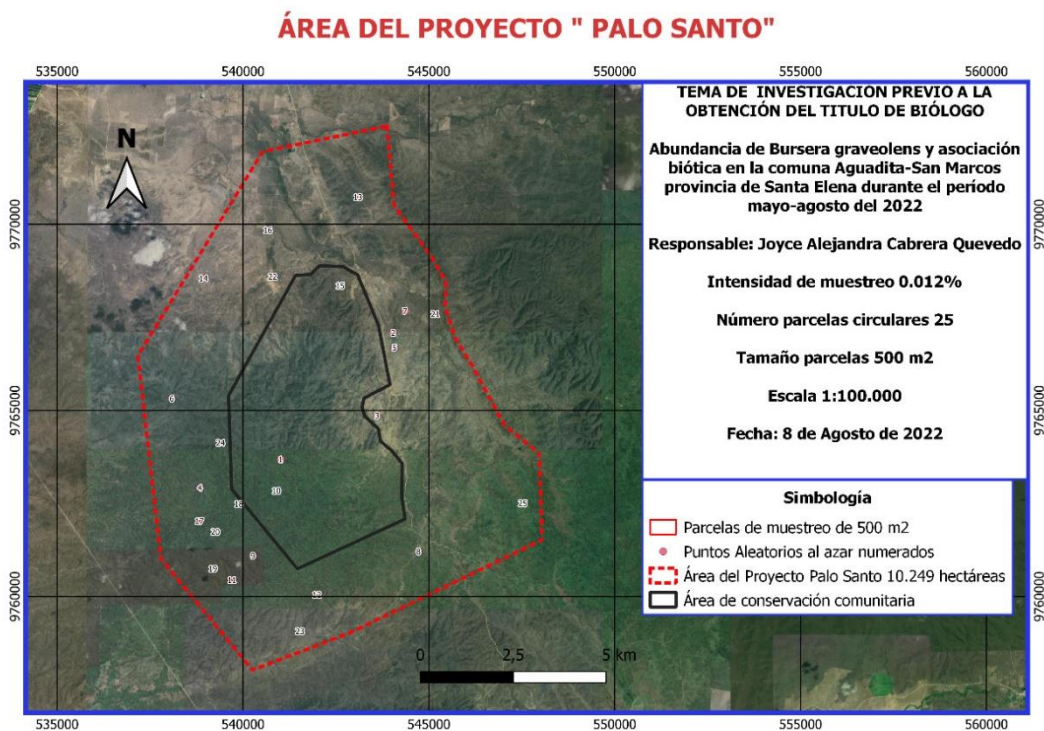 ÁREA DEL PROYECTO " PALO SANTO"
535000 540000 545000 550000 555000 560000
TEMA DE INVESTIGACION PREVIO A LA
OBTENCIÓN DEL TITULO DE BIÓLOGO
Abundancia de Bursera graveolens y asociación
biótica en la comuna Aguadita-San Marcos
provincia de Santa Elena durante el período
mayo-agosto del 2022
Responsable: Joyce Alejandra Cabrera Quevedo
Intensidad de muestreo 0.012%
Número parcelas circulares 25
Tamaño parcelas 500 m2
Escala 1:100.000
Fecha: 8 de Agosto de 2022
Simbología
Parcelas de muestreo de 500 m2
Puntos Aleatorios al azar numerados
Área del Proyecto Palo Santo 10.249 hectáreas
Área de conservación comunitaria
N
13
9770000 9770000
16
14
22
15
7
21
2
5
6
9765000 9765000
3
24
1
4
10
18
25
17
20
8
9
19
11
9760000 9760000
12
23
0 2,5 5 km
535000 540000 545000 550000 555000 560000